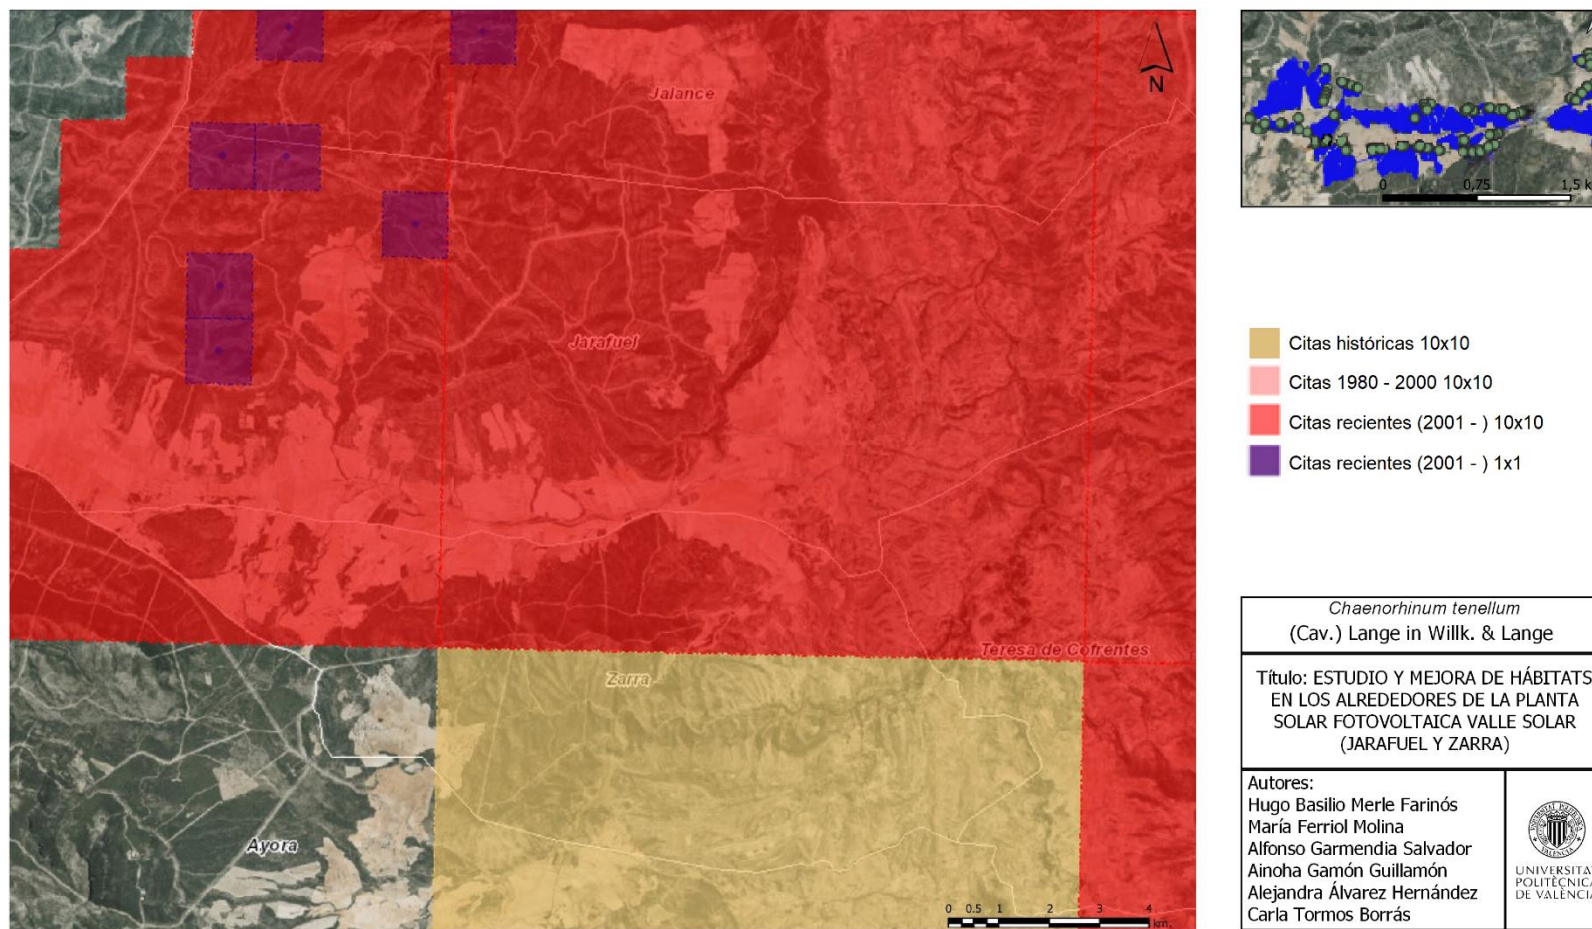 Jalance
Jarafuel
Teresa de Cofrentes
Zarra
Ayora
N
0 0.5 1 2 3 4
km
0 0,75 1,5 k
Citas históricas 10x10
Citas 1980 - 2000 10x10
Citas recientes (2001 - ) 10x10
Citas recientes (2001 - ) 1x1
Chaenorhinum tenellum
(Cav.) Lange in Willk. & Lange
Título: ESTUDIO Y MEJORA DE HÁBITATS
EN LOS ALREDEDORES DE LA PLANTA
SOLAR FOTOVOLTAICA VALLE SOLAR
(JARAFUEL Y ZARRA)
Autores:
Hugo Basilio Merle Farinós
María Ferriol Molina
Alfonso Garmendia Salvador
Ainoha Gamón Guillamón
Alejandra Álvarez Hernández
Carla Tormos Borrás
UNIVERSITAT
POLITÈCNICA
DE VALÈNCIA